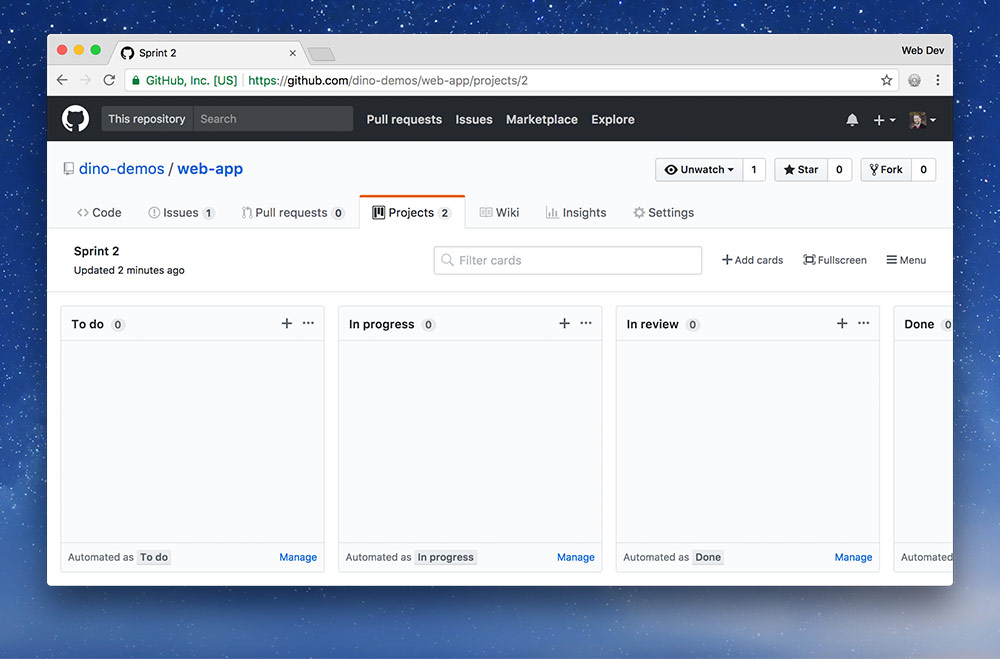 Sprint 2
Web Dev
GitHub, Inc. [US] https://github.com/dino-demos/web-app/projects/2
This repository Search Pull requests Issues Marketplace Explore
dino-demos / web-app Unwatch 1 Star 0 Fork 0
Code Issues 1 Pull requests 0 Projects 2 Wiki Insights Settings
Sprint 2
Updated 2 minutes ago
Filter cards
Add cards Fullscreen Menu
To do 0 In progress 0 In review 0 Done 0
Automated as To do Manage Automated as In progress Manage Automated as Done Manage Automated